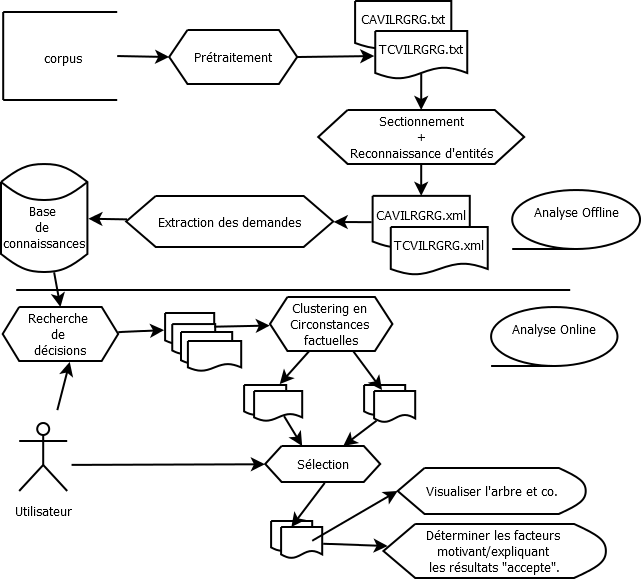 corpus
Prétraitement
CAVILRGRG.txt
TCVILRGRG.txt
Sectionnement
+
Reconnaissance d'entités
Base
de
connaissances
Extraction des demandes
CAVILRGRG.xml
TCVILRGRG.xml
Analyse Offline
Recherche
de
décisions
Clustering en
Circonstances
factuelles
Analyse Online
Utilisateur
Sélection
Visualiser l'arbre et co.
Déterminer les facteurs
motivant/expliquant
les résultats "accepte".